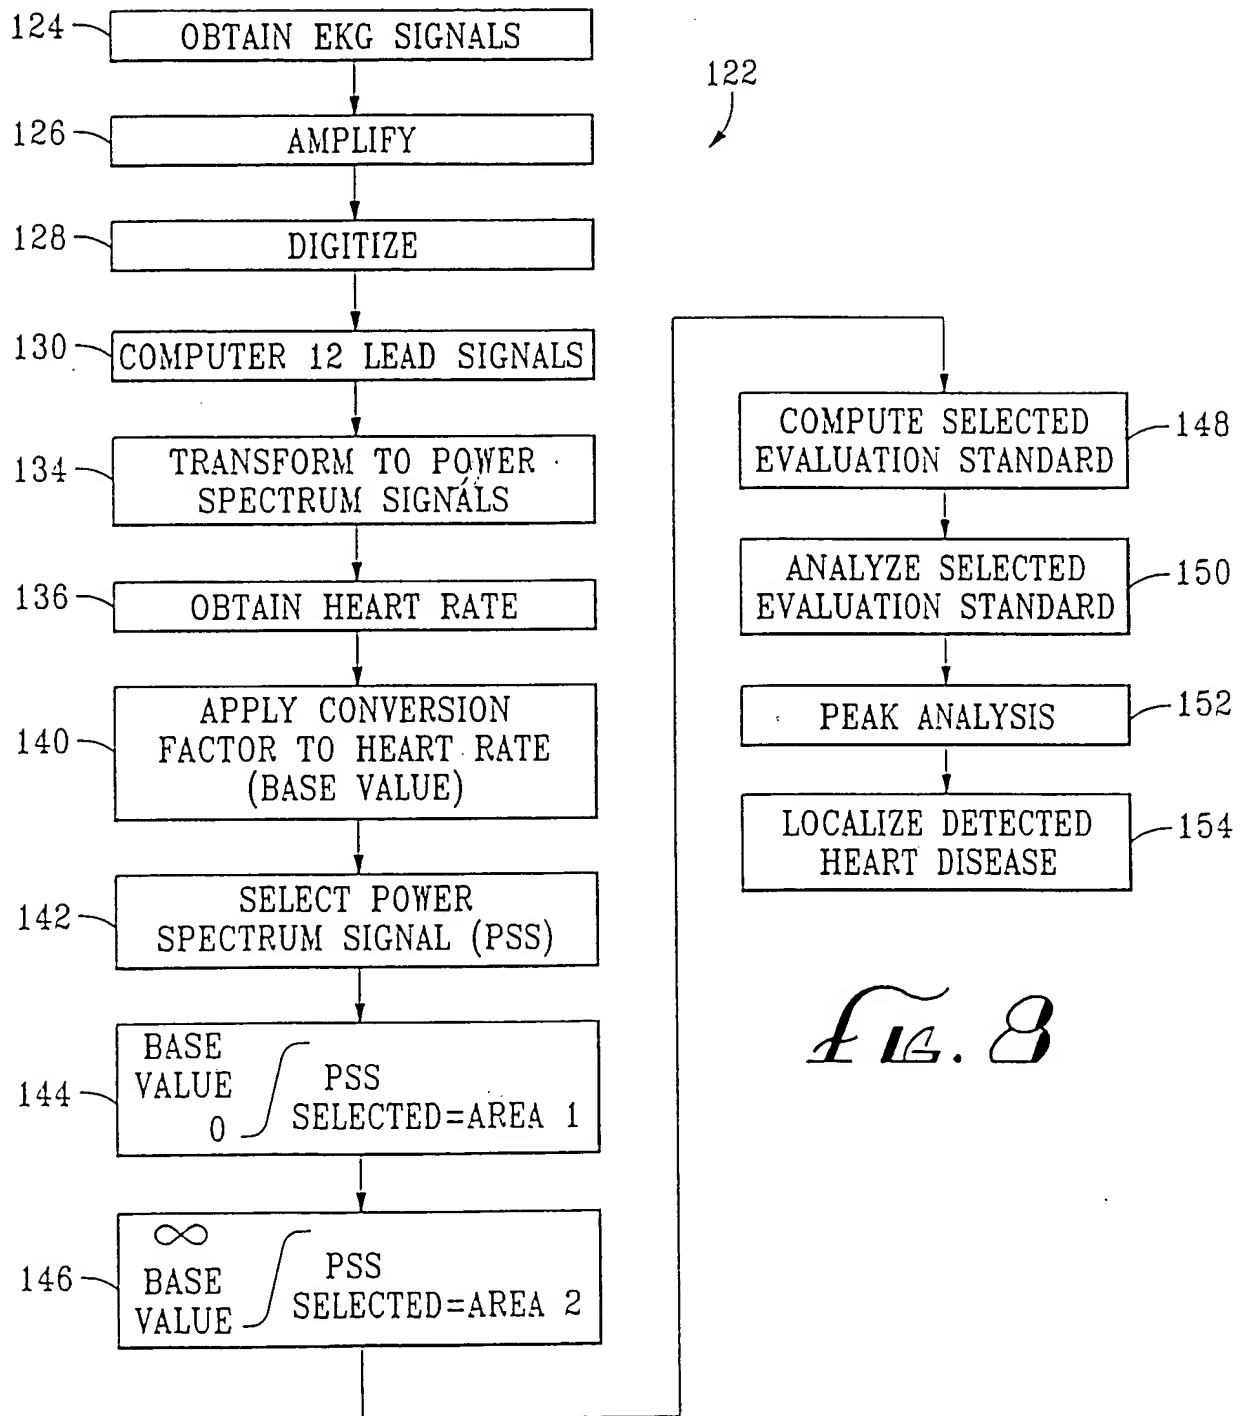 124
OBTAIN EKG SIGNALS
122
126
AMPLIFY
128
DIGITIZE
130
COMPUTER 12 LEAD SIGNALS
134
TRANSFORM TO POWER
SPECTRUM SIGNALS
136
OBTAIN HEART RATE
140
APPLY CONVERSION
FACTOR TO HEART RATE
(BASE VALUE)
142
SELECT POWER
SPECTRUM SIGNAL (PSS)
144
BASE
VALUE
0
∫
PSS
SELECTED=AREA 1
146
∞
BASE
VALUE
∫
PSS
SELECTED=AREA 2
COMPUTE SELECTED
EVALUATION STANDARD
148
ANALYZE SELECTED
EVALUATION STANDARD
150
PEAK ANALYSIS
152
LOCALIZE DETECTED
HEART DISEASE
154
FIG. 8